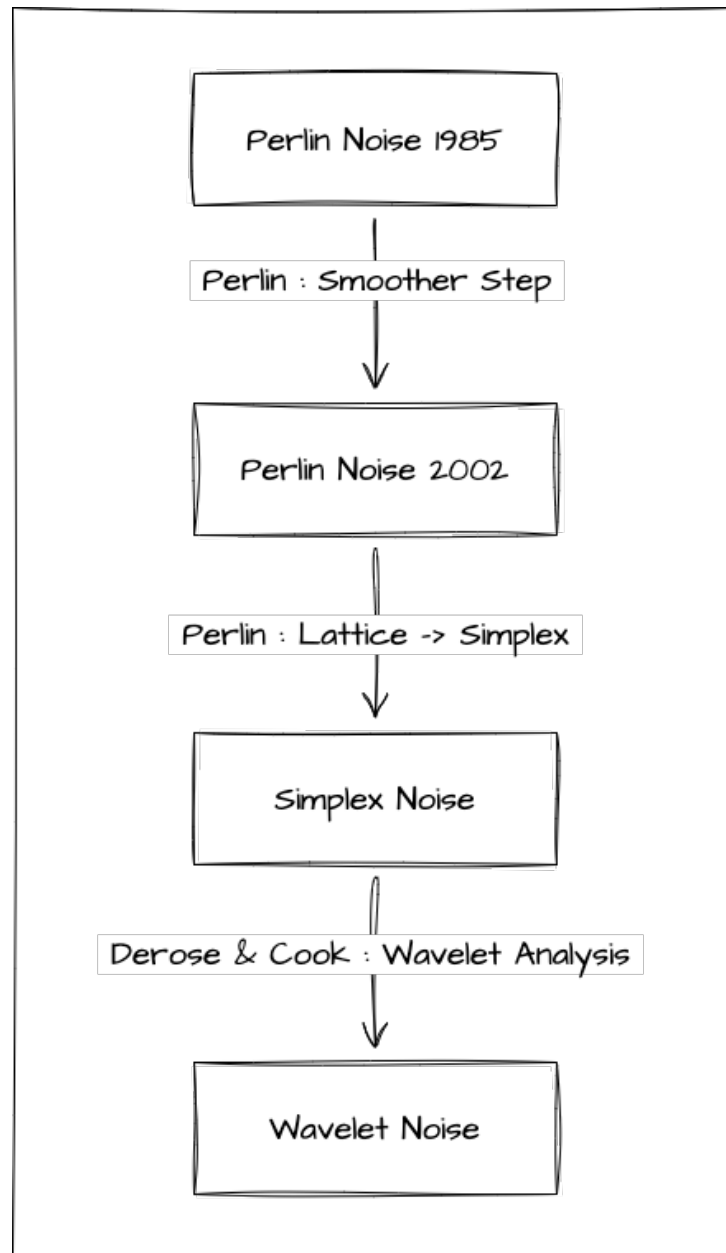 Perlin Noise 1985
Perlin : Smoother Step
Perlin Noise 2002
Perlin : Lattice -> Simplex
Simplex Noise
Derose & Cook : Wavelet Analysis
Wavelet Noise